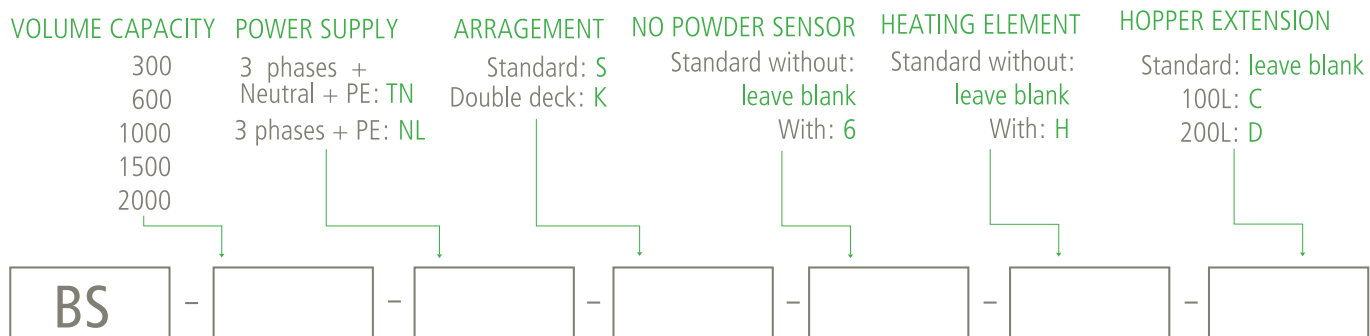 VOLUME CAPACITY
300
600
1000
1500
2000
POWER SUPPLY
3 phases +
Neutral + PE: TN
3 phases + PE: NL
ARRAGEMENT
Standard: S
Double deck: K
NO POWDER SENSOR
Standard without:
leave blank
With: 6
HEATING ELEMENT
Standard without:
leave blank
With: H
HOPPER EXTENSION
Standard: leave blank
100L: C
200L: D
BS - - - - - -